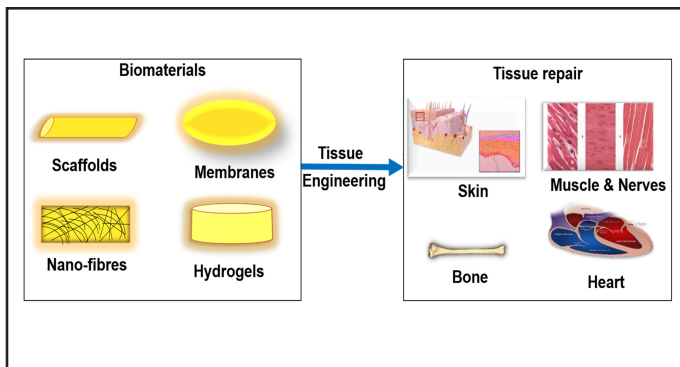 Biomaterials
Scaffolds
Membranes
Nano-fibres
Hydrogels
Tissue
Engineering
Tissue repair
Skin
Muscle & Nerves
Bone
Heart